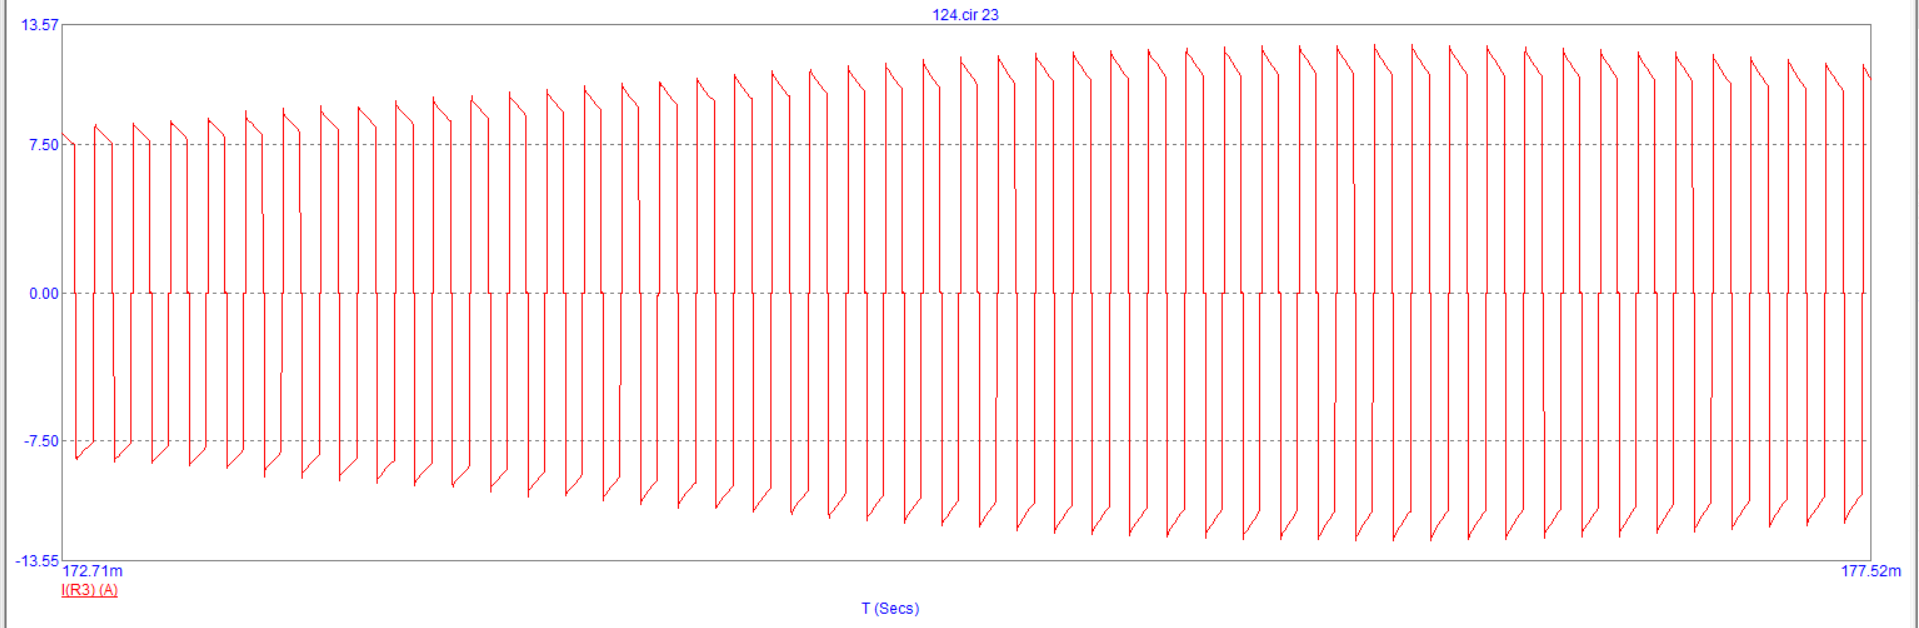 124.cir 23
13.57
7.50
0.00
-7.50
-13.55
172.71m 177.52m
I(R3) (A)
T (Secs)